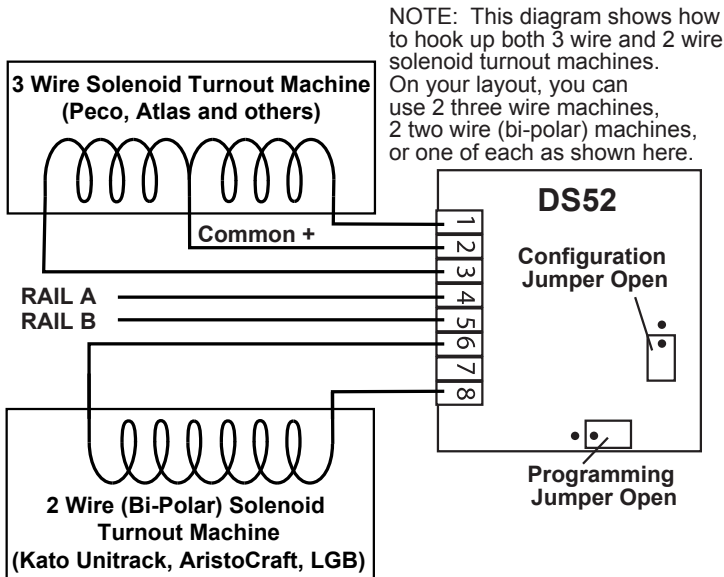 NOTE:  This diagram shows how
to hook up both 3 wire and 2 wire
solenoid turnout machines.
On your layout, you can
use 2 three wire machines,
2 two wire (bi-polar) machines,
or one of each as shown here.
3 Wire Solenoid Turnout Machine
(Peco, Atlas and others)
Common +
RAIL A
RAIL B
DS52
1
2
3
4
5
6
7
8
Configuration
Jumper Open
Programming
Jumper Open
2 Wire (Bi-Polar) Solenoid
Turnout Machine
(Kato Unitrack, AristoCraft, LGB)